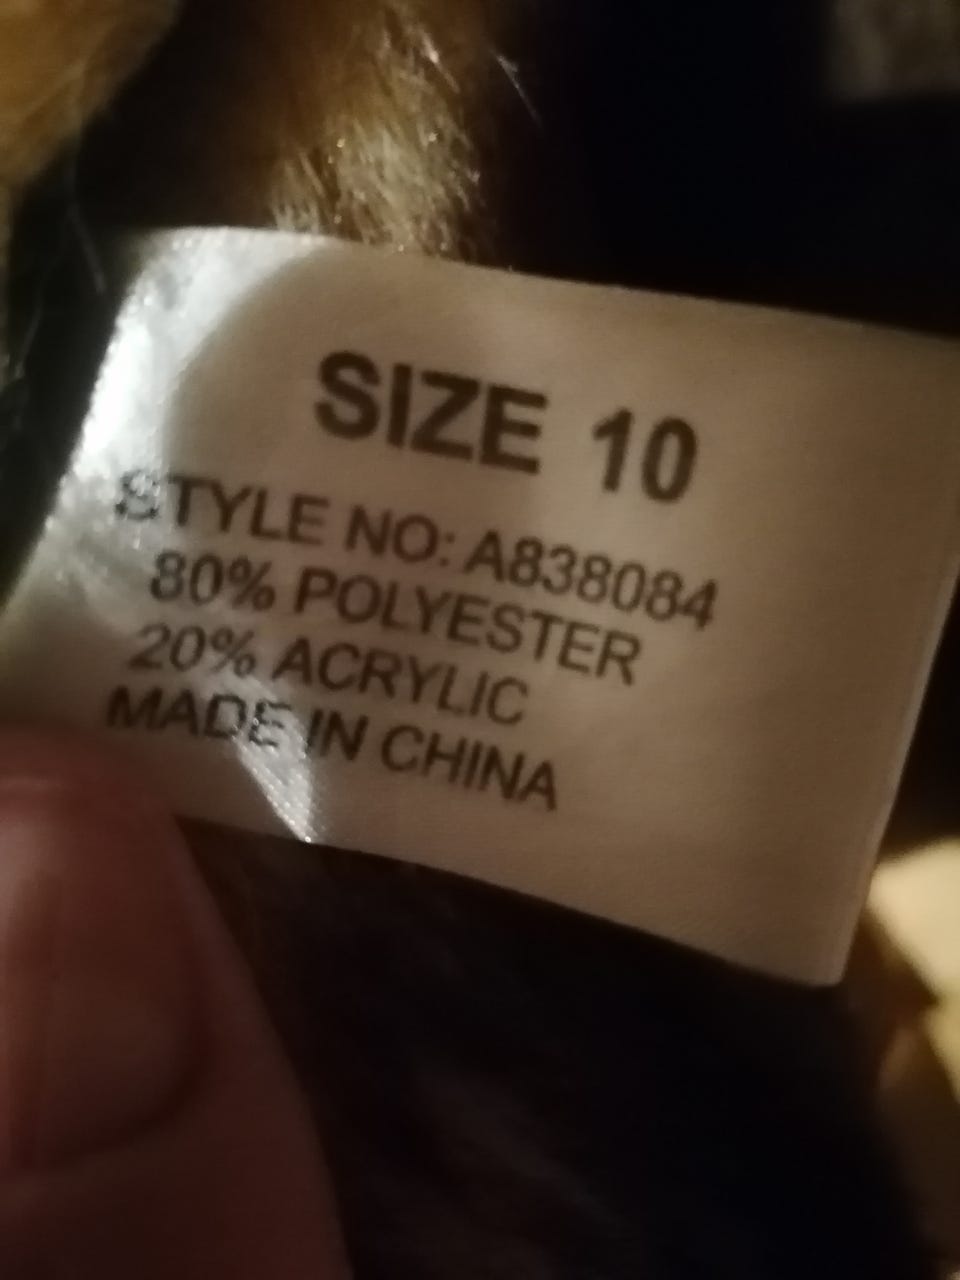 SIZE 10
STYLE NO: A838084
80% POLYESTER
20% ACRYLIC
MADE IN CHINA